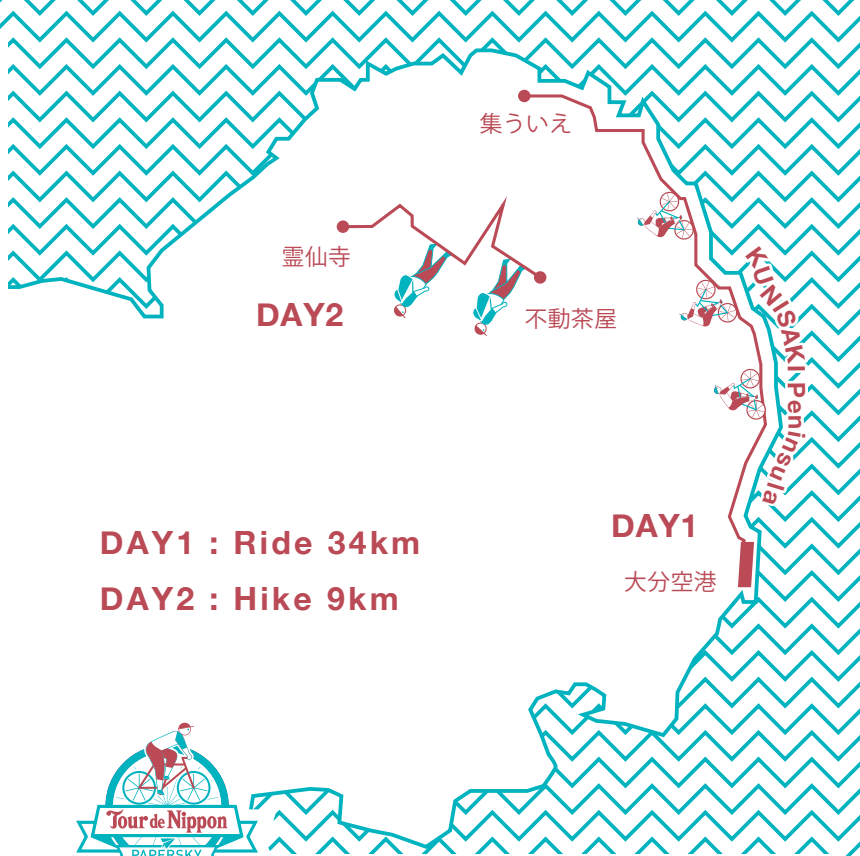 集ういえ
霊仙寺
DAY2
不動茶屋
KUNISAKI Peninsula
DAY1
大分空港
DAY1 : Ride 34km
DAY2 : Hike 9km
Tour de Nippon
PAPERSKY